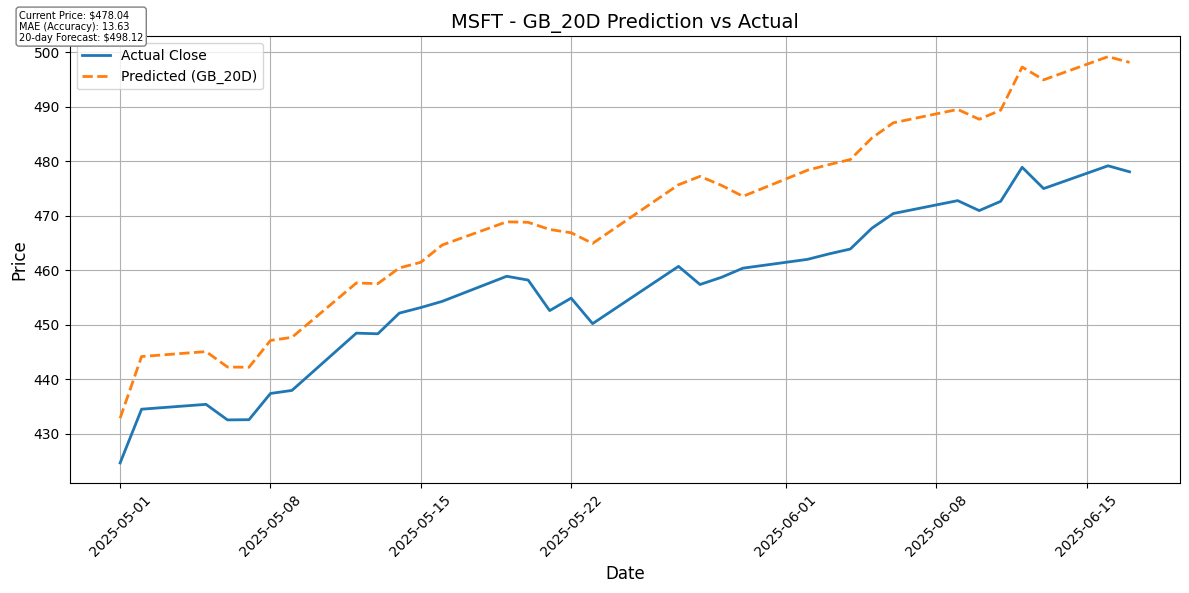 MSFT - GB_20D Prediction vs Actual
Current Price: $478.04
MAE (Accuracy): 13.63
20-day Forecast: $498.12
Actual Close
Predicted (GB_20D)
Price
500
490
480
470
460
450
440
430
2025-05-01
2025-05-08
2025-05-15
2025-05-22
2025-06-01
2025-06-08
2025-06-15
Date